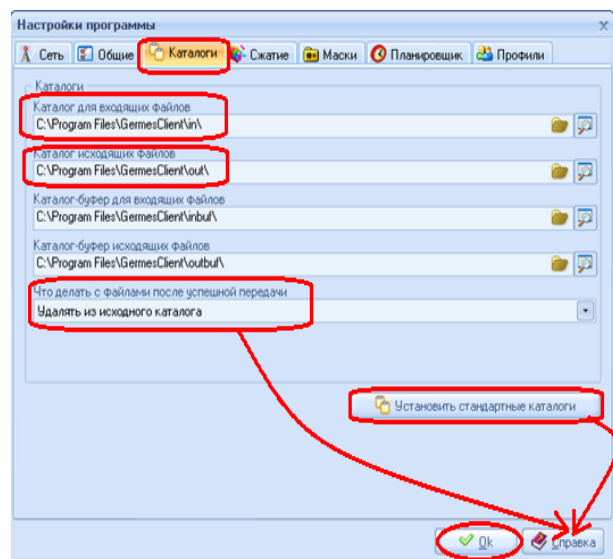 Настройки программы
Сеть Общие Каталоги Сжатие Маски Планировщик Профили
Каталоги
Каталог для входящих файлов
C:\Program Files\GermesClient\in\
Каталог исходящих файлов
C:\Program Files\GermesClient\out\
Каталог-буфер для входящих файлов
C:\Program Files\GermesClient\inbuf\
Каталог-буфер исходящих файлов
C:\Program Files\GermesClient\outbuf\
Что делать с файлами после успешной передачи
Удалять из исходного каталога
Установить стандартные каталоги
Ok Справка